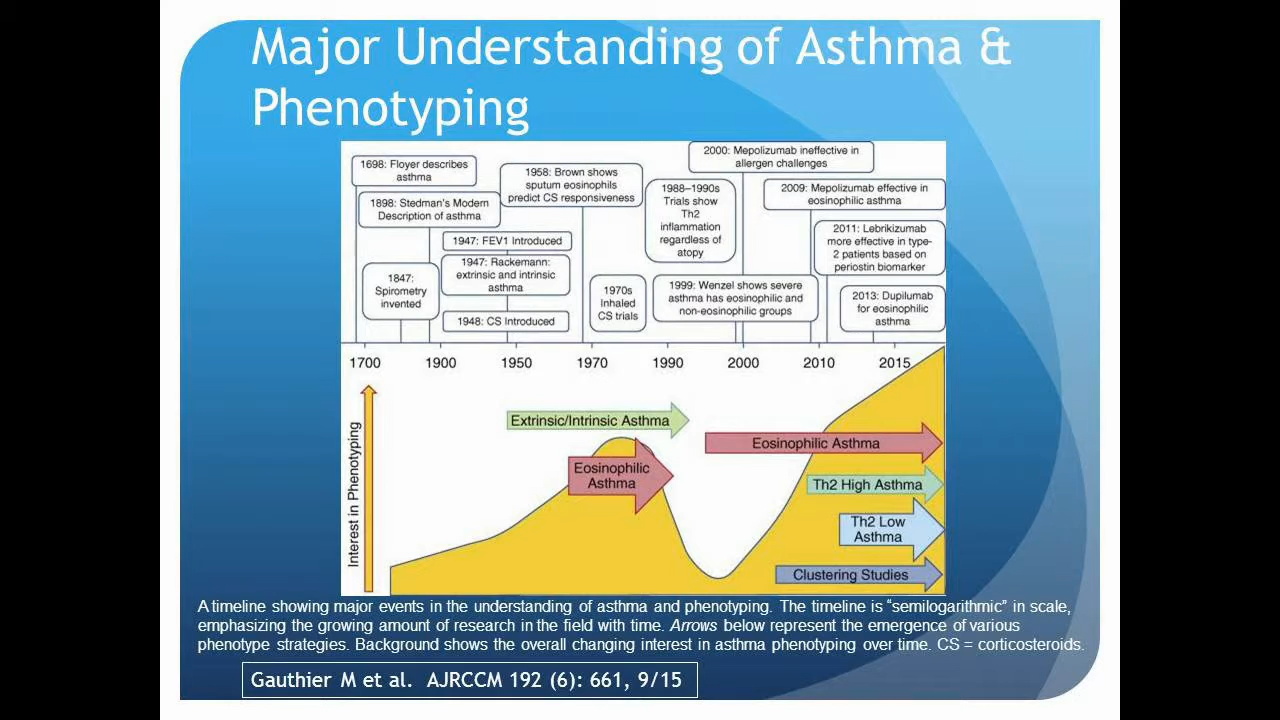 Major Understanding of Asthma &
Phenotyping
1698: Floyer describes
asthma
1898: Stedman's Modern
Description of asthma
1847:
Spirometry
invented
1947: FEV1 Introduced
1947: Rackemann:
extrinsic and intrinsic
asthma
1948: CS Introduced
1958: Brown shows
sputum eosinophils
predict CS responsiveness
1970s
Inhaled
CS trials
1988–1990s
Trials show
Th2
inflammation
regardless of
atopy
1999: Wenzel shows severe
asthma has eosinophilic and
non-eosinophilic groups
2000: Mepolizumab ineffective in
allergen challenges
2009: Mepolizumab effective in
eosinophilic asthma
2011: Lebrikizumab
more effective in type-
2 patients based on
periostin biomarker
2013: Dupilumab
for eosinophilic
asthma
1700 1900 1950 1970 1990 2000 2010 2015
Interest in Phenotyping
Extrinsic/Intrinsic Asthma
Eosinophilic
Asthma
Eosinophilic Asthma
Th2 High Asthma
Th2 Low
Asthma
Clustering Studies
A timeline showing major events in the understanding of asthma and phenotyping. The timeline is “semilogarithmic” in scale,
emphasizing the growing amount of research in the field with time. Arrows below represent the emergence of various
phenotype strategies. Background shows the overall changing interest in asthma phenotyping over time. CS = corticosteroids.
Gauthier M et al. AJRCCM 192 (6): 661, 9/15